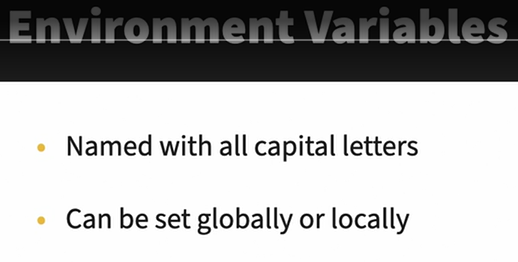 Environment Variables
Named with all capital letters
Can be set globally or locally